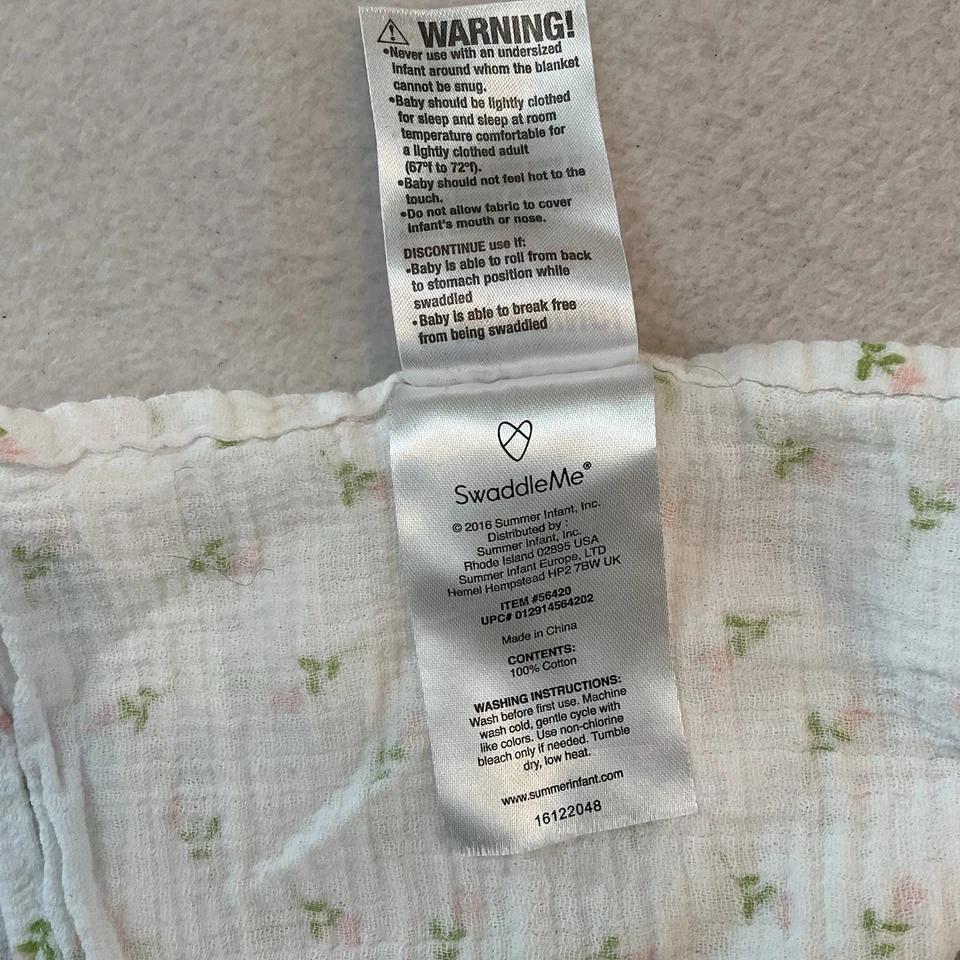 WARNING!
•Never use with an undersized
infant around whom the blanket
cannot be snug.
•Baby should be lightly clothed
for sleep and sleep at room
temperature comfortable for
a lightly clothed adult
(67°f to 72°f).
•Baby should not feel hot to the
touch.
•Do not allow fabric to cover
infant's mouth or nose.
DISCONTINUE use if:
•Baby is able to roll from back
to stomach position while
swaddled
•Baby is able to break free
from being swaddled
SwaddleMe®
© 2016 Summer Infant, Inc.
Distributed by :
Summer Infant, Inc.
Rhode Island 02895 USA
Summer Infant Europe, LTD
Hemel Hempstead HP2 7BW UK
ITEM #56420
UPC# 012914564202
Made in China
CONTENTS:
100% Cotton
WASHING INSTRUCTIONS:
Wash before first use. Machine
wash cold, gentle cycle with
like colors. Use non-chlorine
bleach only if needed. Tumble
dry, low heat.
www.summerinfant.com
16122048